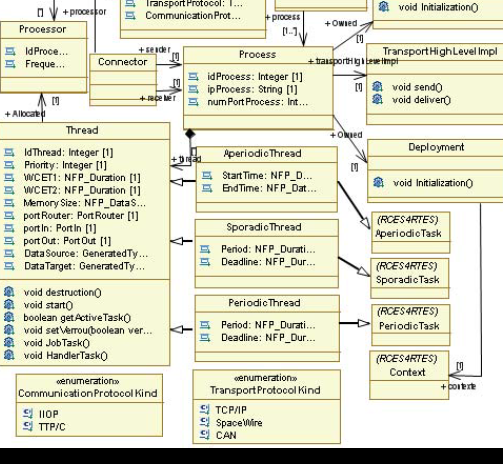 [1]
+ processor
TransportProtocol: T...
CommunicationProt...
+ process
[1..*]
+ Owned
void Initialization()
Processor
IdProce...
Freque...
Connector
+ sender
[1]
+ receiver
[1]
Process
idProcess: Integer [1]
ipProcess: String [1]
numPortProcess: Int...
[1]
+ transportHighLevelImpl
[1]
TransportHighLevelImpl
void send()
void deliver()
+ Allocated
[1]
+ Owned
[1]
Deployment
void Initialization()
Thread
IdThread: Integer [1]
Priority: Integer [1]
WCET1: NFP_Duration [1]
WCET2: NFP_Duration [1]
MemorySize: NFP_DataS...
portRouter: PortRouter [1]
portIn: PortIn [1]
portOut: PortOut [1]
DataSource: GeneratedTy...
DataTarget: GeneratedTy...
void destruction()
void start()
boolean getActiveTask()
void setVerrou(boolean ver...
void JobTask()
void HandlerTask()
+ thread
AperiodicThread
StartTime: NFP_D...
EndTime: NFP_Dat...
SporadicThread
Period: NFP_Durati...
Deadline: NFP_Dur...
PeriodicThread
Period: NFP_Durati...
Deadline: NFP_Dur...
(RCES4RTES)
AperiodicTask
(RCES4RTES)
SporadicTask
(RCES4RTES)
PeriodicTask
(RCES4RTES)
Context
[1]
+ contexte
«enumeration»
CommunicationProtocolKind
IIOP
TTP/C
«enumeration»
TransportProtocolKind
TCP/IP
SpaceWire
CAN